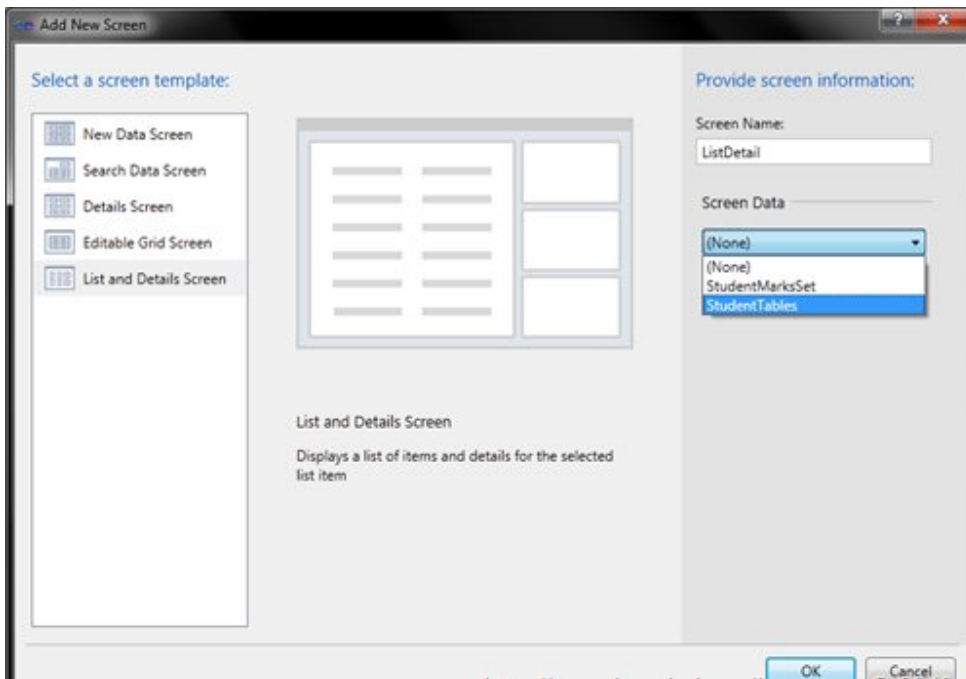 Add New Screen
Select a screen template:
New Data Screen
Search Data Screen
Details Screen
Editable Grid Screen
List and Details Screen
List and Details Screen
Displays a list of items and details for the selected
list item
Provide screen information:
Screen Name:
ListDetail
Screen Data
(None)
(None)
StudentMarksSet
StudentTables
OK
Cancel